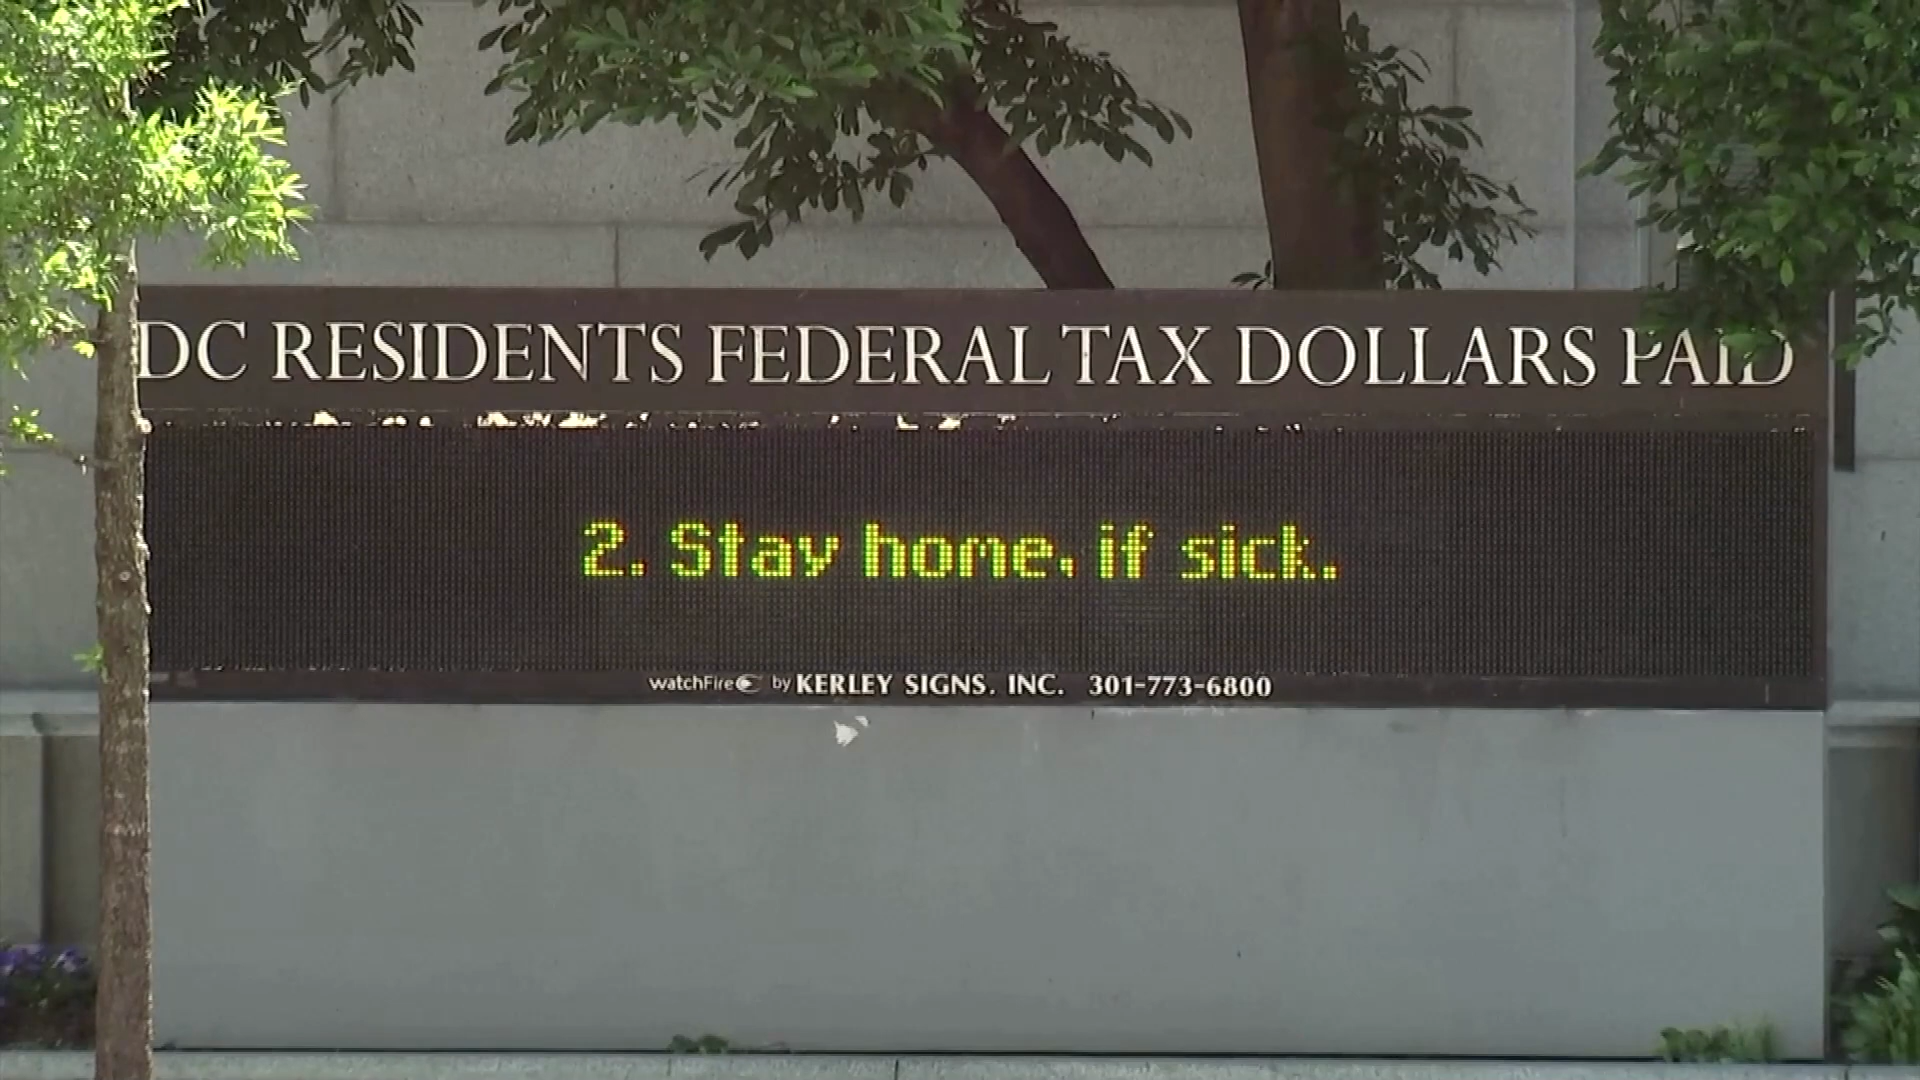 DC RESIDENTS FEDERAL TAX DOLLARS PAID
2. Stay home, if sick.
watchFire by KERLEY SIGNS. INC. 301-773-6800